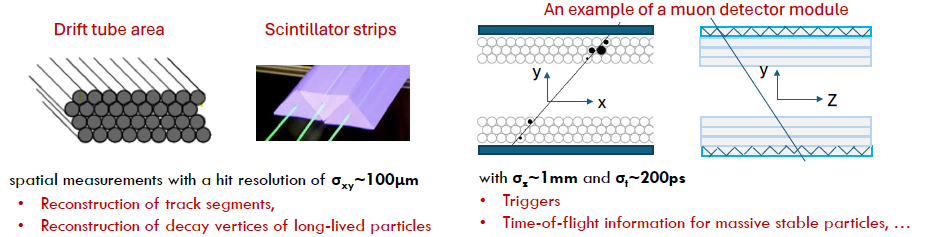 An example of a muon detector module
Drift tube area
Scintillator strips
y
x
y
z
spatial measurements with a hit resolution of σxy~100μm
• Reconstruction of track segments,
• Reconstruction of decay vertices of long-lived particles
with σz~1mm and σt~200ps
• Triggers
• Time-of-flight information for massive stable particles, …